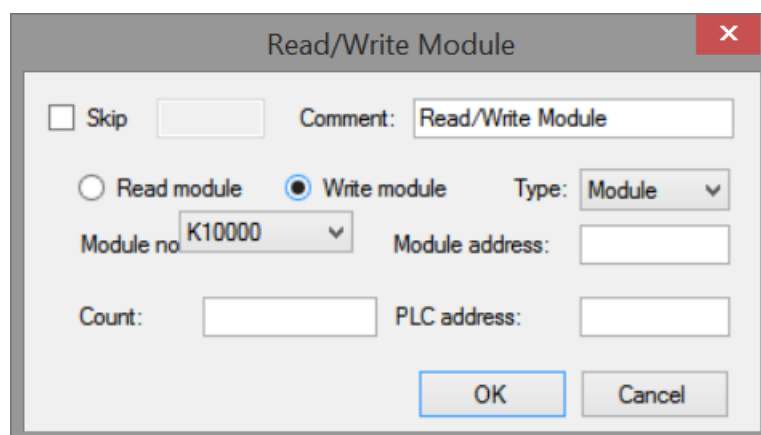 Read/Write Module
Skip Comment: Read/Write Module
Read module Write module Type: Module
Module no K10000 Module address:
Count: PLC address:
OK Cancel